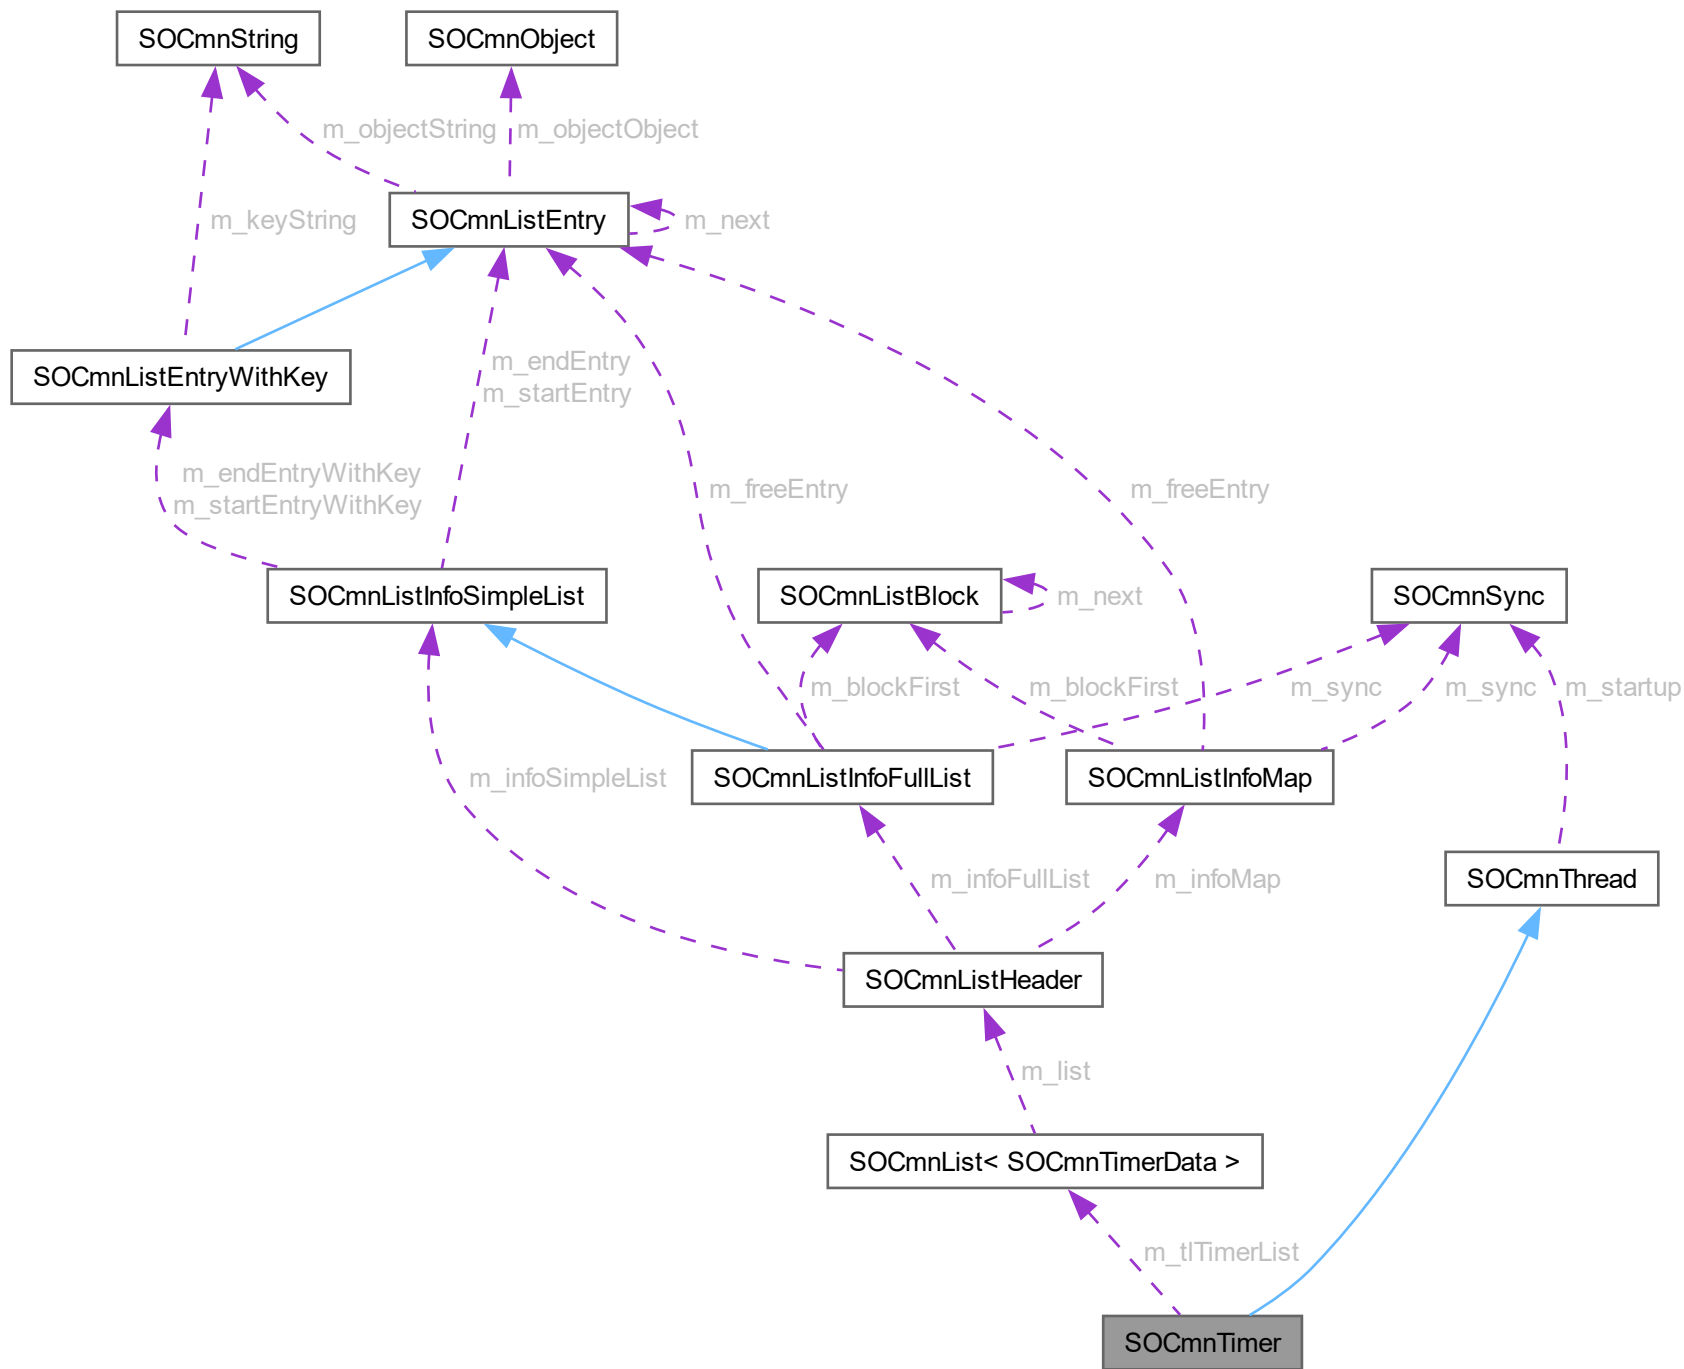 SOCmnString
SOCmnObject
m_objectString
m_objectObject
m_keyString
SOCmnListEntry
m_next
m_endEntry
m_startEntry
SOCmnListEntryWithKey
m_endEntryWithKey
m_startEntryWithKey
m_freeEntry
m_freeEntry
SOCmnListInfoSimpleList
SOCmnListBlock
m_next
SOCmnSync
m_blockFirst
m_blockFirst
m_sync
m_sync
m_startup
m_infoSimpleList
SOCmnListInfoFullList
SOCmnListInfoMap
m_infoFullList
m_infoMap
SOCmnThread
SOCmnListHeader
m_list
SOCmnList< SOCmnTimerData >
m_tlTimerList
SOCmnTimer